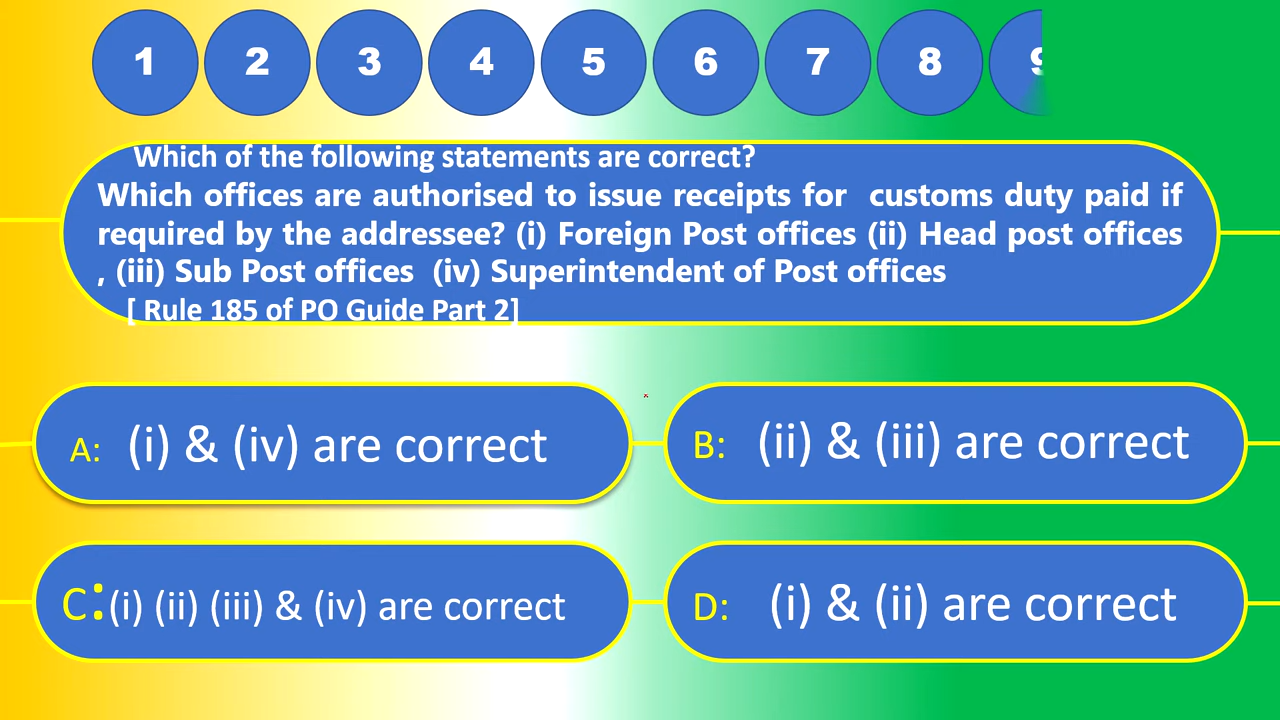 1 2 3 4 5 6 7 8 9
Which of the following statements are correct?
Which offices are authorised to issue receipts for customs duty paid if
required by the addressee? (i) Foreign Post offices (ii) Head post offices
, (iii) Sub Post offices (iv) Superintendent of Post offices
[ Rule 185 of PO Guide Part 2]
A: (i) & (iv) are correct
B: (ii) & (iii) are correct
C: (i) (ii) (iii) & (iv) are correct
D: (i) & (ii) are correct